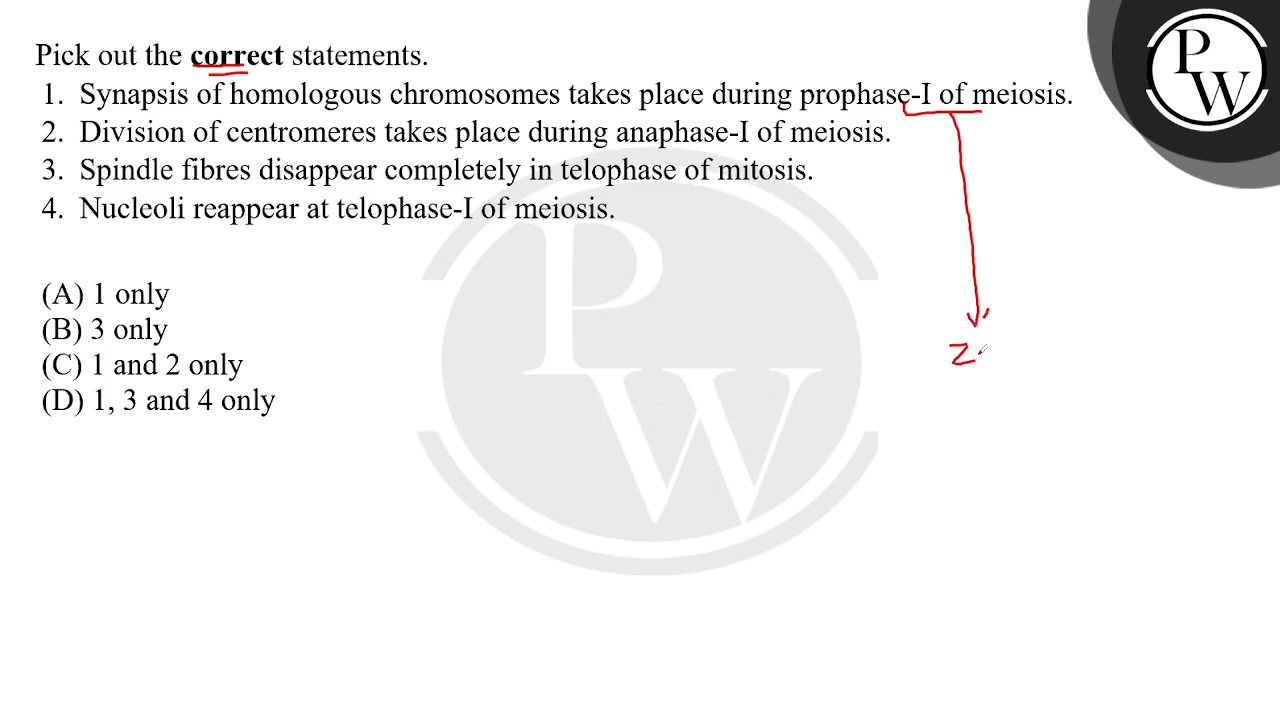 Pick out the correct statements.
1. Synapsis of homologous chromosomes takes place during prophase-I of meiosis.
2. Division of centromeres takes place during anaphase-I of meiosis.
3. Spindle fibres disappear completely in telophase of mitosis.
4. Nucleoli reappear at telophase-I of meiosis.
(A) 1 only
(B) 3 only
(C) 1 and 2 only
(D) 1, 3 and 4 only
Z
PW
PW